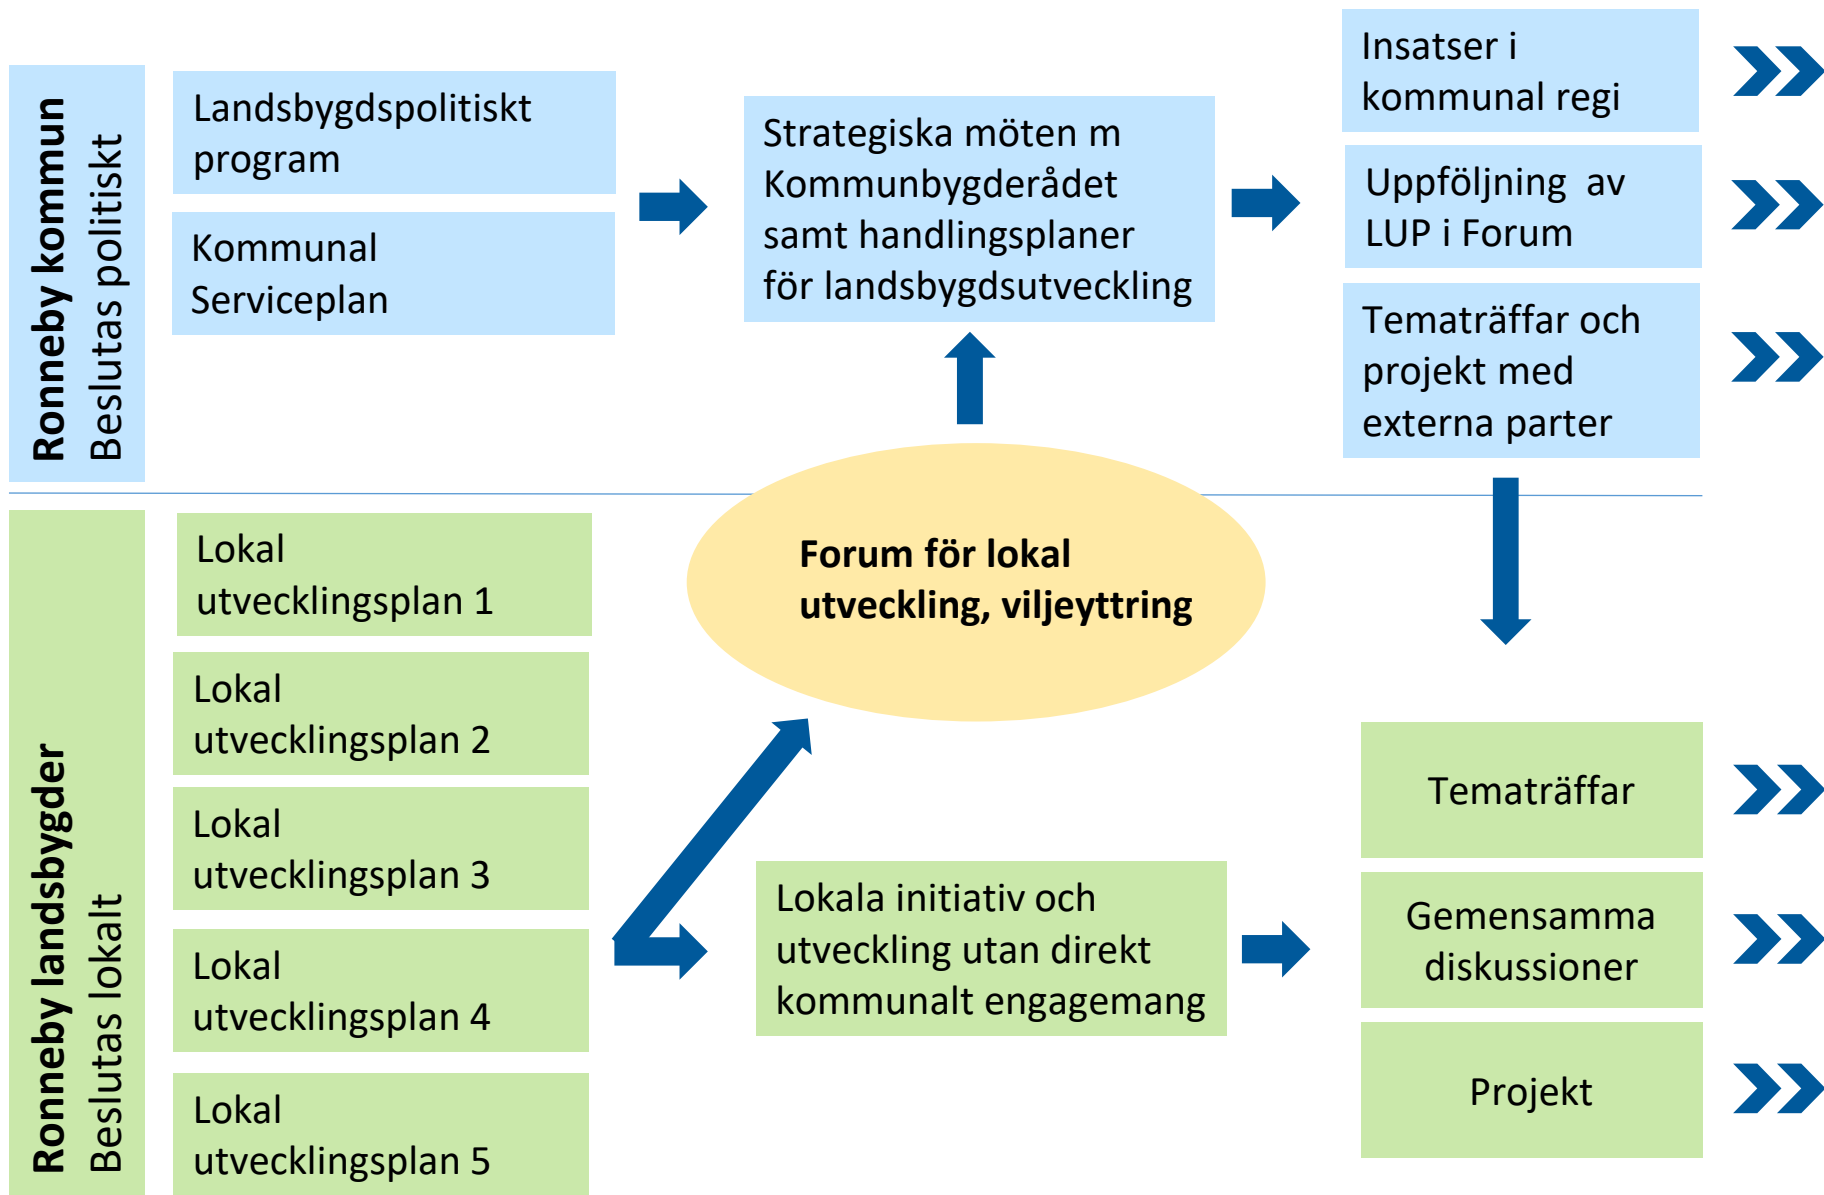 Ronneby kommun
Beslutas politiskt
Landsbygdspolitiskt
program
Kommunal
Serviceplan
Strategiska möten m
Kommunbygderådet
samt handlingsplaner
för landsbygdsutveckling
Insatser i
kommunal regi
Uppföljning av
LUP i Forum
Tematräffar och
projekt med
externa parter
Forum för lokal
utveckling, viljeyttring
Ronneby landsbygder
Beslutas lokalt
Lokal
utvecklingsplan 1
Lokal
utvecklingsplan 2
Lokal
utvecklingsplan 3
Lokal
utvecklingsplan 4
Lokal
utvecklingsplan 5
Lokala initiativ och
utveckling utan direkt
kommunalt engagemang
Tematräffar
Gemensamma
diskussioner
Projekt